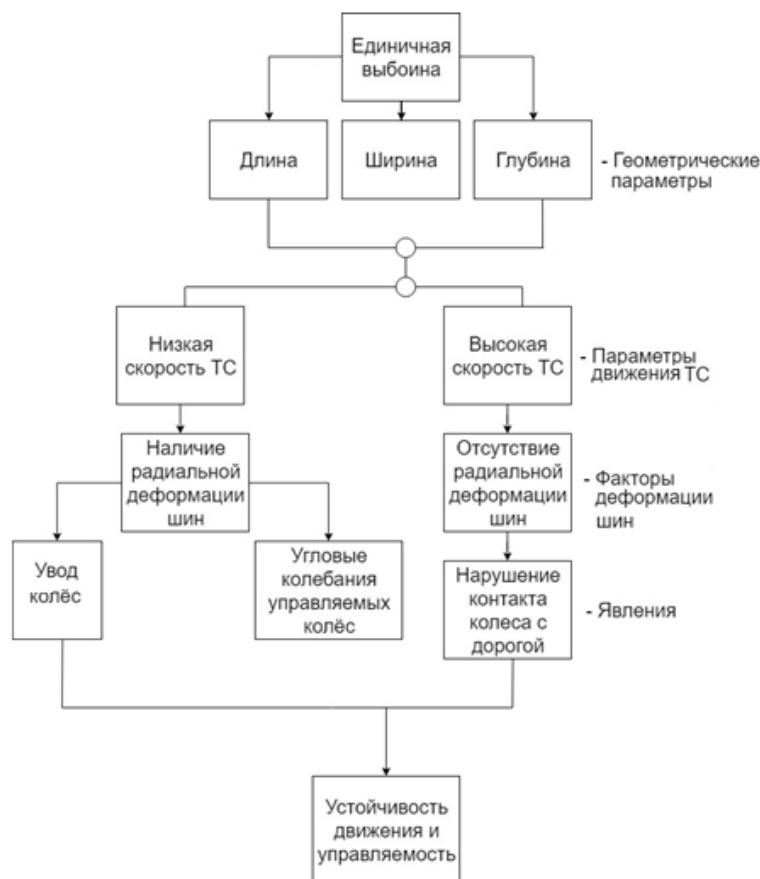 Единичная
выбоина
Длина
Ширина
Глубина
- Геометрические
параметры
Низкая
скорость ТС
Высокая
скорость ТС
- Параметры
движения ТС
Наличие
радиальной
деформации
шин
Отсутствие
радиальной
деформации
шин
- Факторы
деформации
шин
Увод
колёс
Угловые
колебания
управляемых
колёс
Нарушение
контакта
колеса с
дорогой
- Явления
Устойчивость
движения и
управляемость